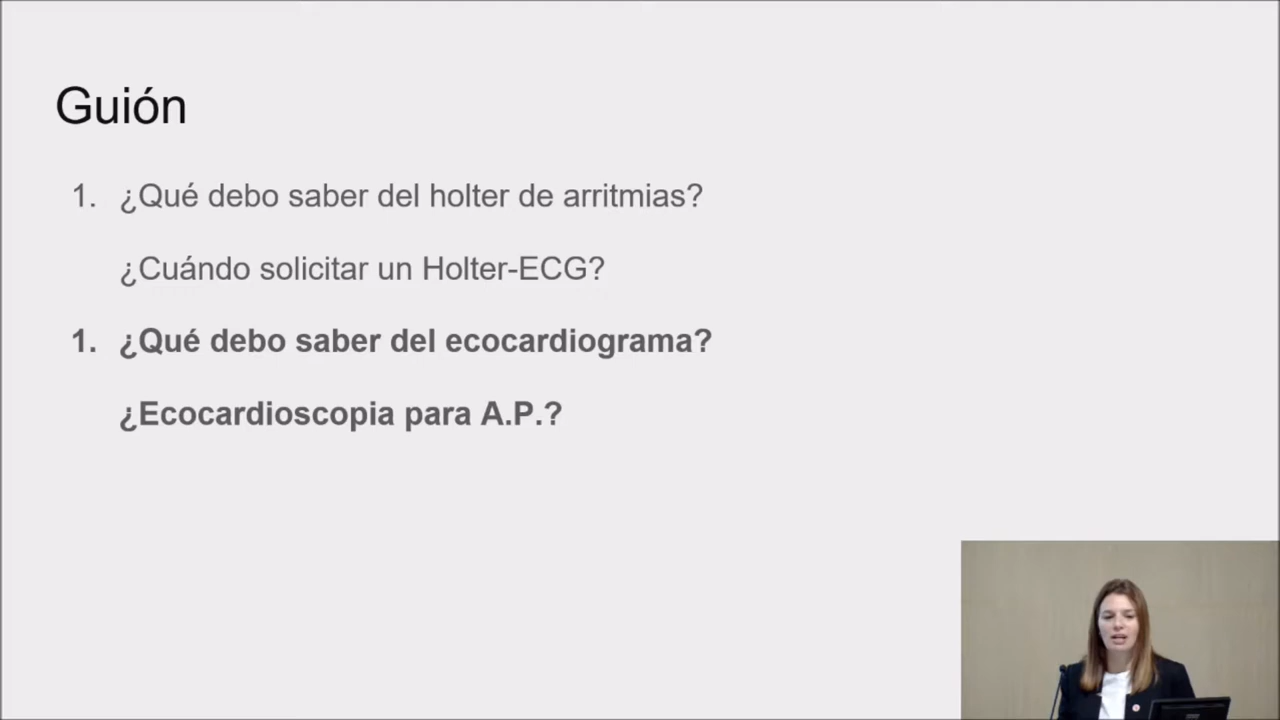 Guión
1. ¿Qué debo saber del holter de arritmias?
¿Cuándo solicitar un Holter-ECG?
1. ¿Qué debo saber del ecocardiograma?
¿Ecocardioscopia para A.P.?